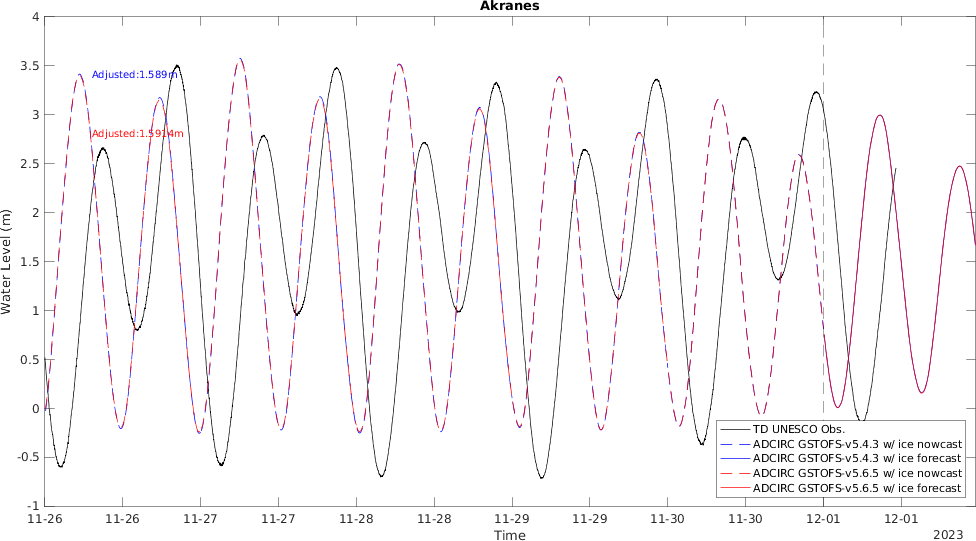 Akranes
4
3.5
3
2.5
2
1.5
1
0.5
0
-0.5
-1
Water Level (m)
Adjusted:1.589m
Adjusted:1.5914m
TD UNESCO Obs.
ADCIRC GSTOFS-v5.4.3 w/ ice nowcast
ADCIRC GSTOFS-v5.4.3 w/ ice forecast
ADCIRC GSTOFS-v5.6.5 w/ ice nowcast
ADCIRC GSTOFS-v5.6.5 w/ ice forecast
11-26 11-26 11-27 11-27 11-28 11-28 11-29 11-29 11-30 11-30 12-01 12-01
Time
2023